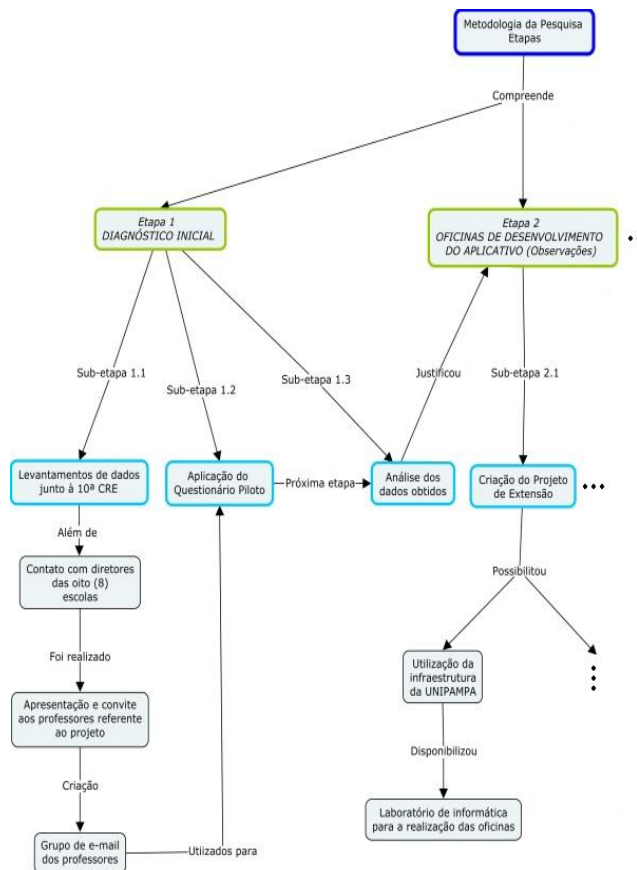 Metodologia da Pesquisa
Etapas
Compreende
Etapa 1
DIAGNÓSTICO INICIAL
Etapa 2
OFICINAS DE DESENVOLVIMENTO
DO APLICATIVO (Observações)
Sub-etapa 1.1
Sub-etapa 1.2
Sub-etapa 1.3
Justificou
Sub-etapa 2.1
Levantamentos de dados
junto à 10ª CRE
Aplicação do
Questionário Piloto
Próxima etapa
Análise dos
dados obtidos
Criação do Projeto
de Extensão
Além de
Contato com diretores
das oito (8)
escolas
Possibilitou
Foi realizado
Utilização da
infraestrutura
da UNIPAMPA
Apresentação e convite
aos professores referente
ao projeto
Disponibilizou
Criação
Laboratório de informática
para a realização das oficinas
Grupo de e-mail
dos professores
Utiizados para